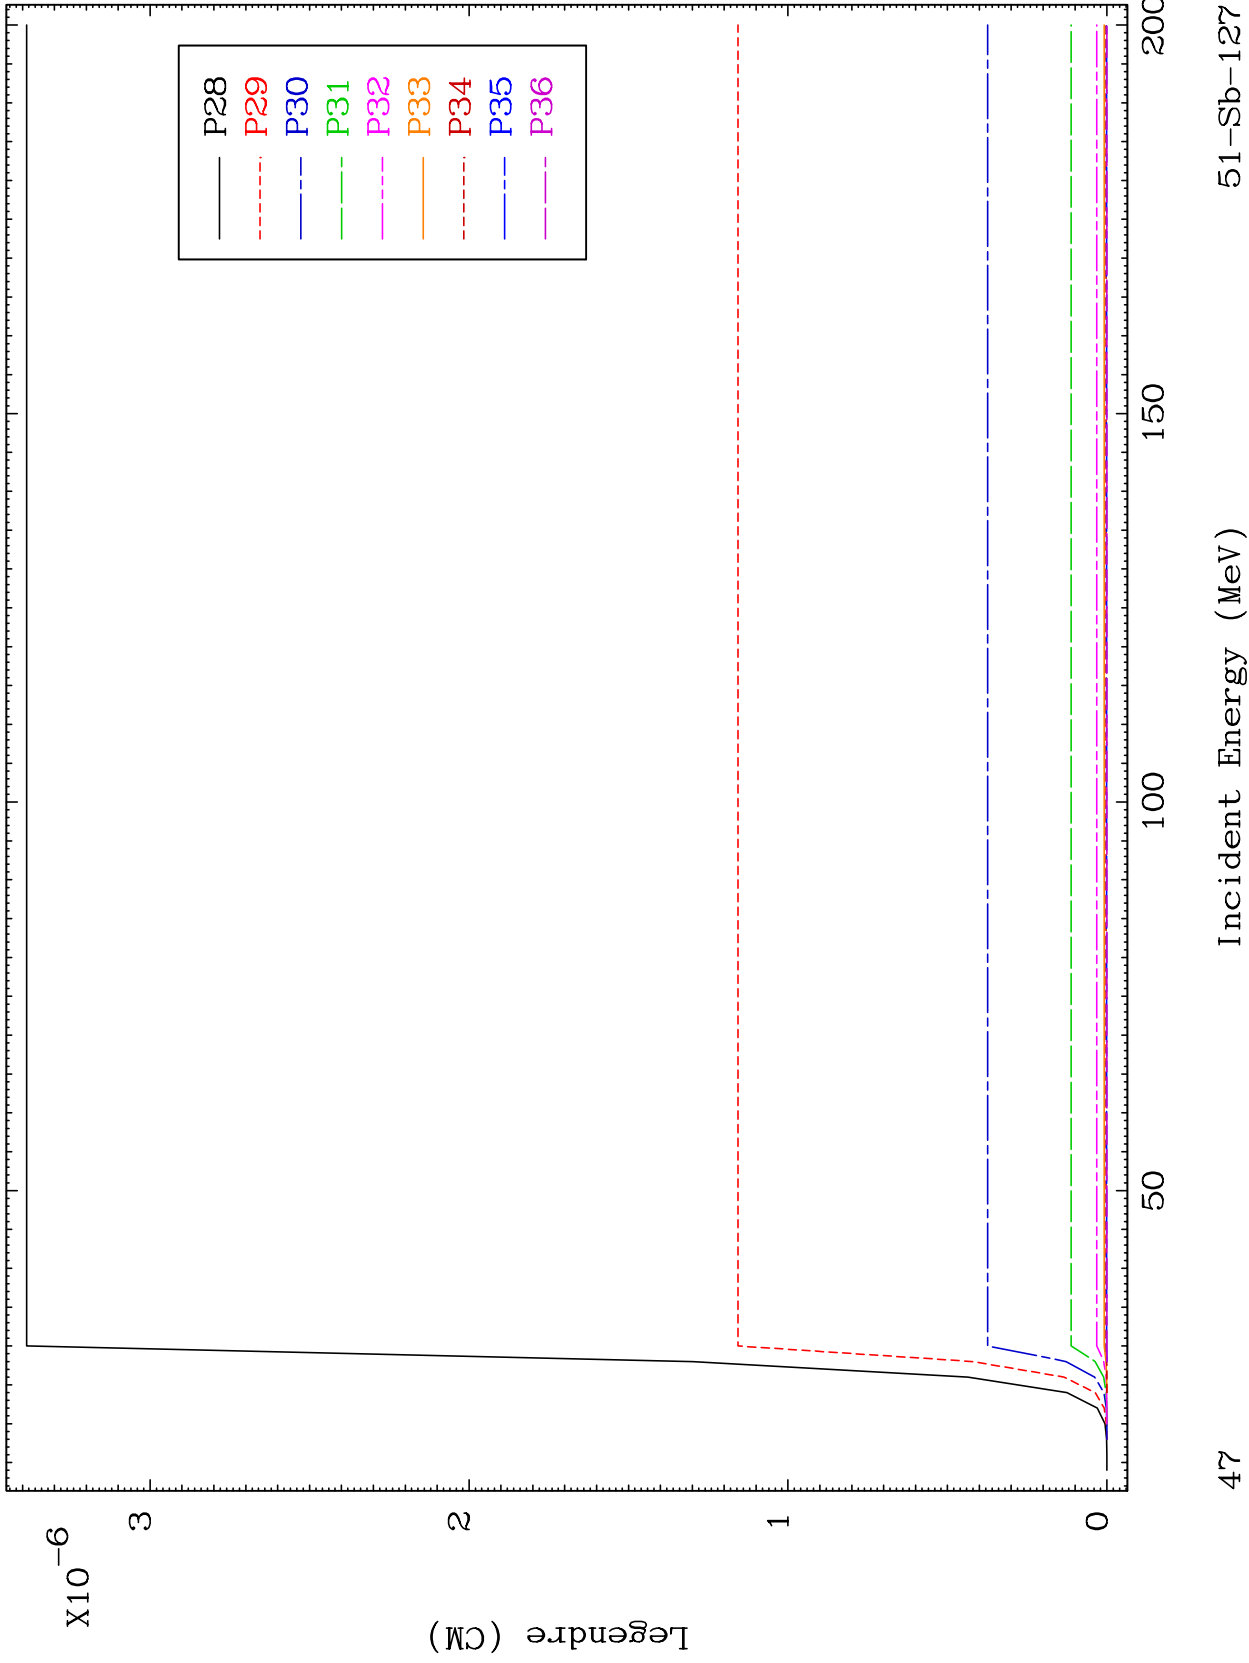 X10-6
3
2
1
0
Legendre (CM)
P28
P29
P30
P31
P32
P33
P34
P35
P36
50
100
150
200
Incident Energy (MeV)
47
51-Sb-127